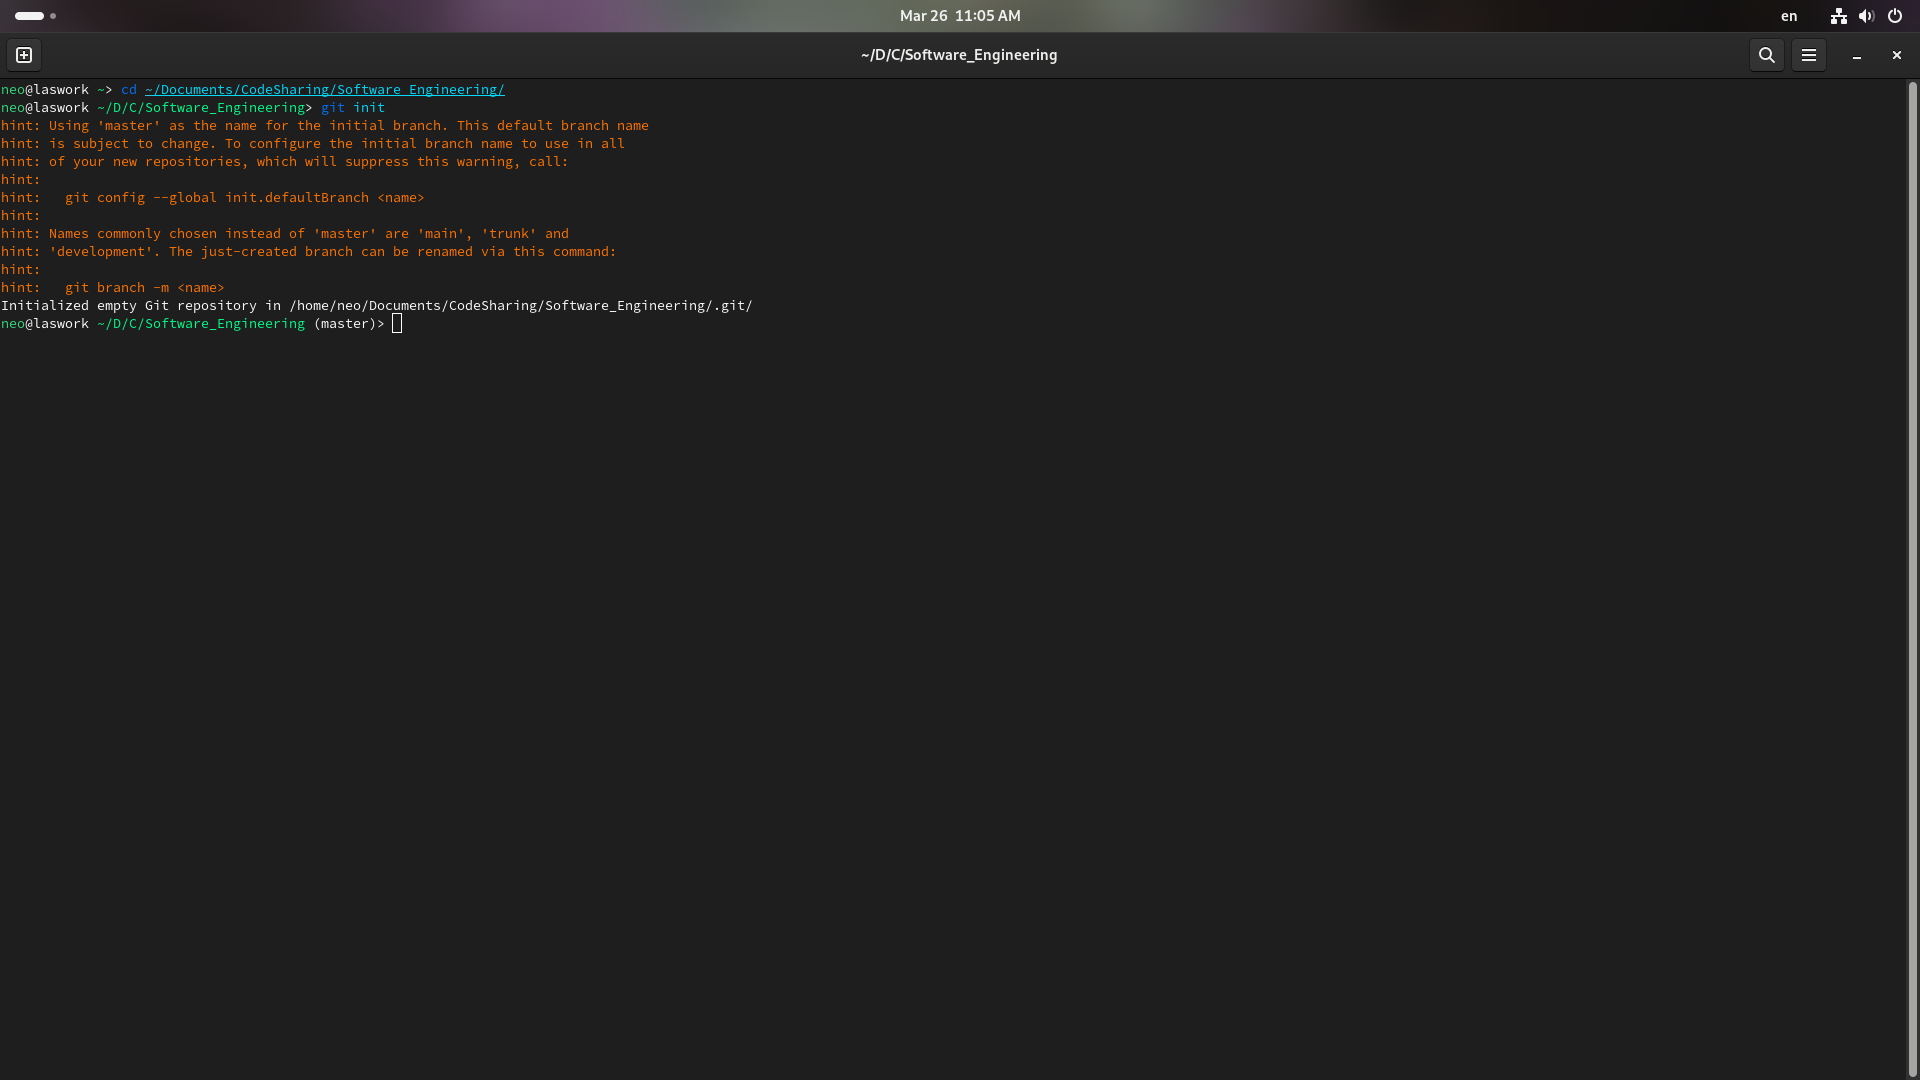 Mar 26  11:05 AM
en
~/D/C/Software_Engineering
neo@laswork ~> cd ~/Documents/CodeSharing/Software_Engineering/
neo@laswork ~/D/C/Software_Engineering> git init
hint: Using 'master' as the name for the initial branch. This default branch name
hint: is subject to change. To configure the initial branch name to use in all
hint: of your new repositories, which will suppress this warning, call:
hint:
hint:   git config --global init.defaultBranch <name>
hint:
hint: Names commonly chosen instead of 'master' are 'main', 'trunk' and
hint: 'development'. The just-created branch can be renamed via this command:
hint:
hint:   git branch -m <name>
Initialized empty Git repository in /home/neo/Documents/CodeSharing/Software_Engineering/.git/
neo@laswork ~/D/C/Software_Engineering (master)>